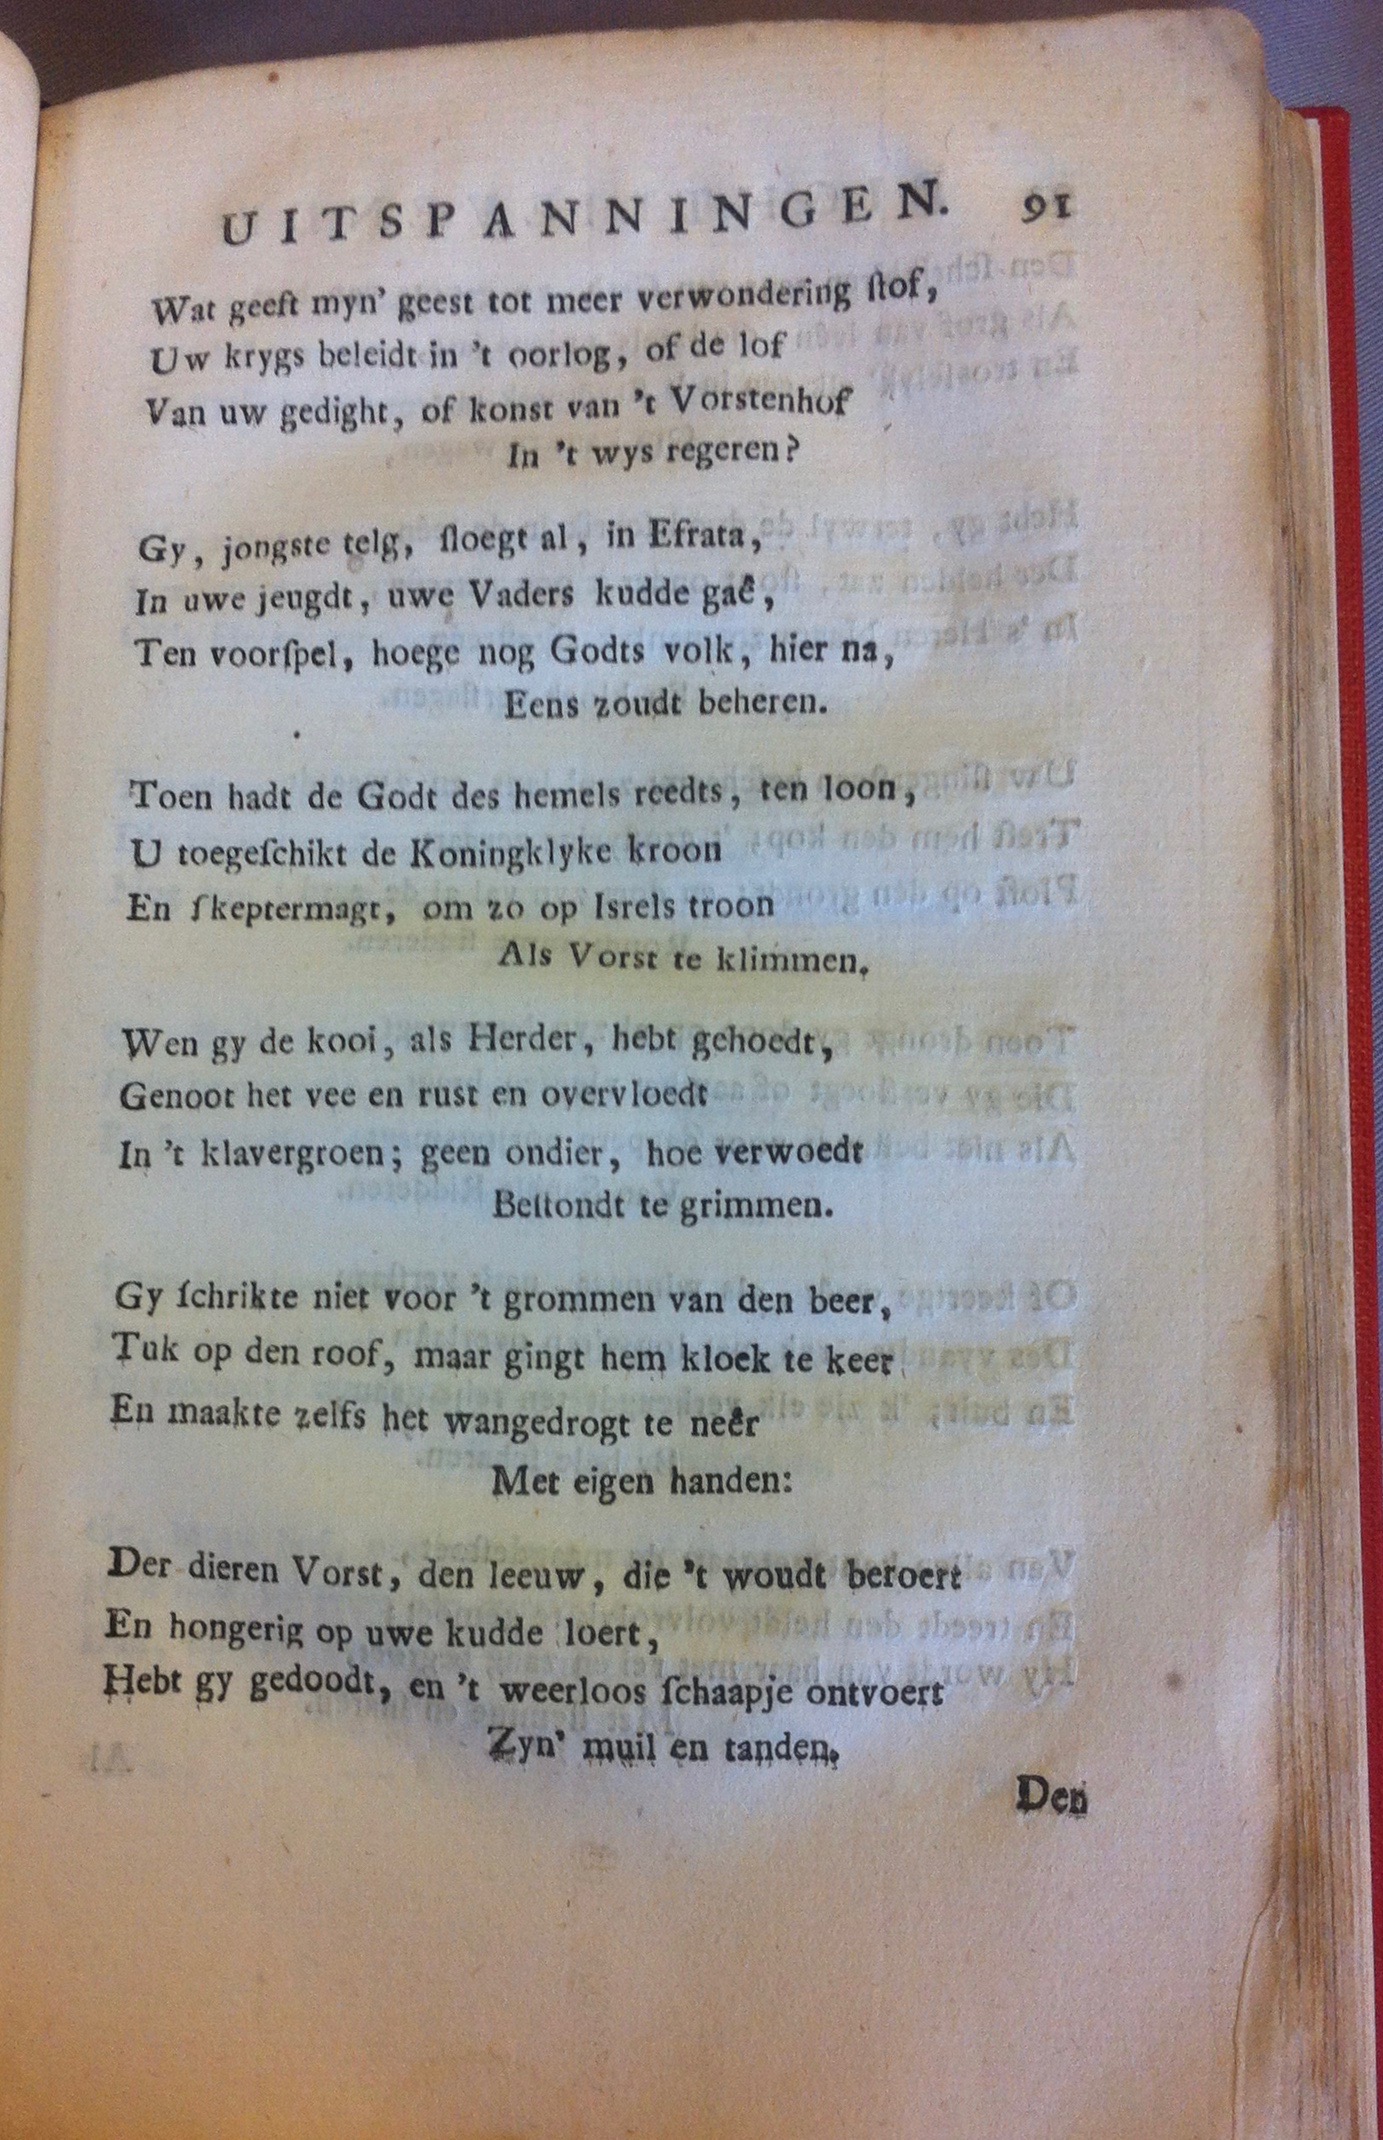 UITSPANNINGEN. 91
Wat geeſt myn' geest tot meer verwondering ſtof,
Uw krygs beleidt in 't oorlog, of de lof
Van uw gedight, of konst van 't Vorstenhof
In 't wys regeren?
Gy, jongste telg, ſloegt al, in Efrata,
In uwe jeugdt, uwe Vaders kudde gaê,
Ten voorſpel, hoege nog Godts volk, hier na,
Eens zoudt beheren.
Toen hadt de Godt des hemels reedts, ten loon,
U toegeſchikt de Koningklyke kroon
En ſkeptermagt, om zo op Isrels troon
Als Vorst te klimmen.
Wen gy de kooi, als Herder, hebt gehoedt,
Genoot het vee en rust en overvloedt
In 't klavergroen; geen ondier, hoe verwoedt
Bestondt te grimmen.
Gy ſchrikte niet voor 't grommen van den beer,
Tuk op den roof, maar gingt hem kloek te keer
En maakte zelfs het wangedrogt te neêr
Met eigen handen:
Der dieren Vorst, den leeuw, die 't woudt beroert
En hongerig op uwe kudde loert,
Hebt gy gedoodt, en 't weerloos ſchaapje ontvoert
Zyn' muil en tanden.
Den